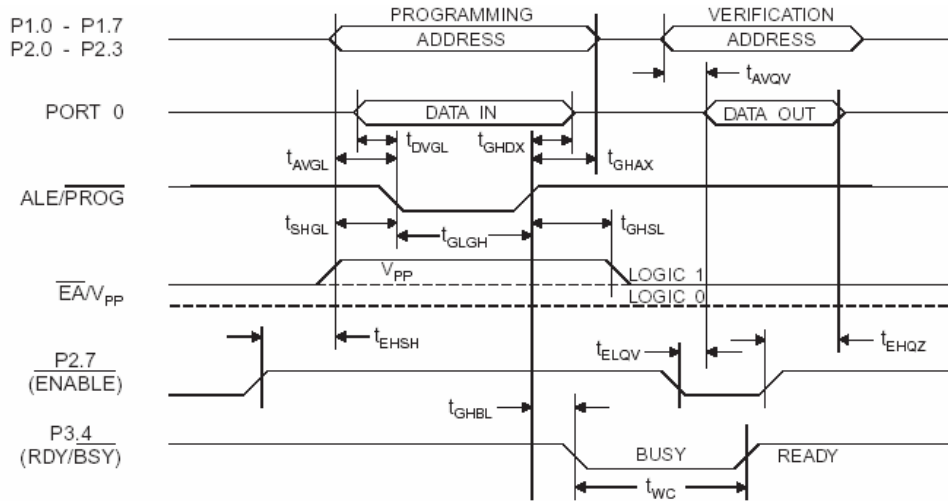 PROGRAMMING VERIFICATION
P1.0 - P1.7
P2.0 - P2.3
ADDRESS ADDRESS
tAVQV
PORT 0 DATA IN DATA OUT
tDVGL tGHDX
tAVGL tGHAX
ALE/PROG
tSHGL tGLGH tGHSL
VPP LOGIC 1
EA/VPP LOGIC 0
tEHSH tELQV tEHQZ
P2.7
(ENABLE)
tGHBL
P3.4
(RDY/BSY) BUSY READY
tWC